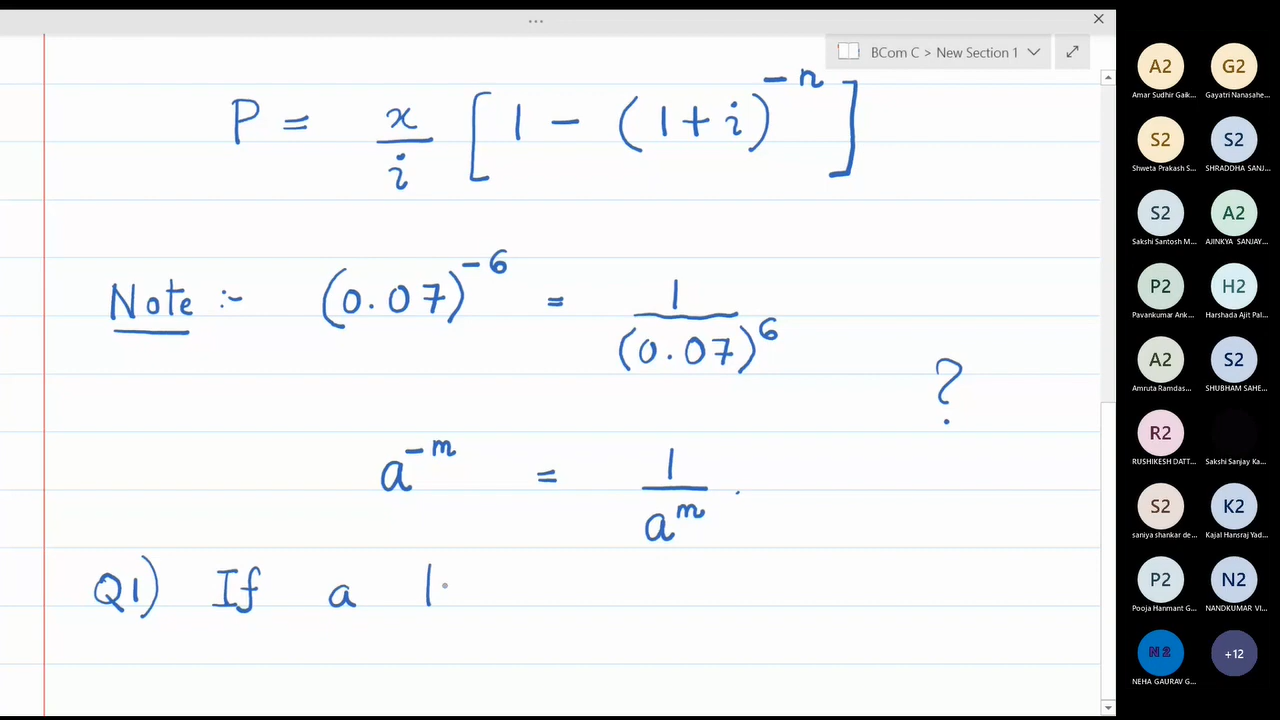 BCom C > New Section 1
P = x/i [1 - (1+i)^-n]
Note :- (0.07)^-6 = 1/(0.07)^6
?
a^-m = 1/a^m .
Q1) If a
A2 G2
Amar Sudhir Gaik... Gayatri Nanasahe...
S2 S2
Shweta Prakash S... SHRADDHA SANJ...
S2 A2
Sakshi Santosh M... AJINKYA SANJAY...
P2 H2
Pavankumar Ank... Harshada Ajit Pal...
A2 S2
Amruta Ramdas... SHUBHAM SAHE...
R2
RUSHIKESH DATT... Sakshi Sanjay Ka...
S2 K2
saniya shankar de... Kajal Hansraj Yad...
P2 N2
Pooja Hanmant G... NANDKUMAR VI...
N2 +12
NEHA GAURAV G...